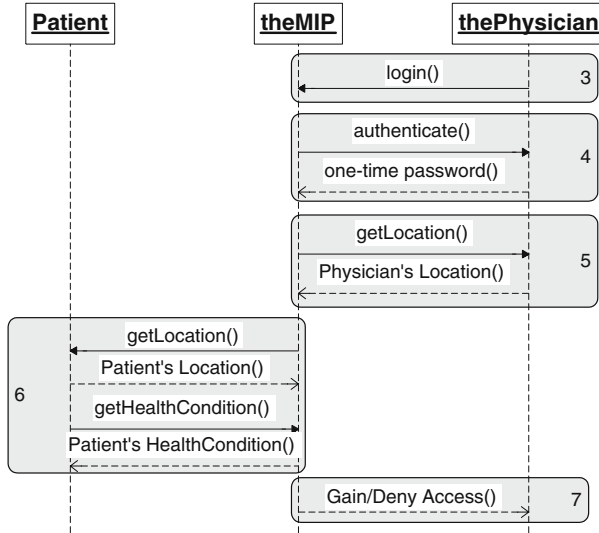 Patient theMIP thePhysician
login()
3
authenticate()
4
one-time password()
getLocation()
5
Physician's Location()
getLocation()
Patient's Location()
6
getHealthCondition()
Patient's HealthCondition()
Gain/Deny Access()
7